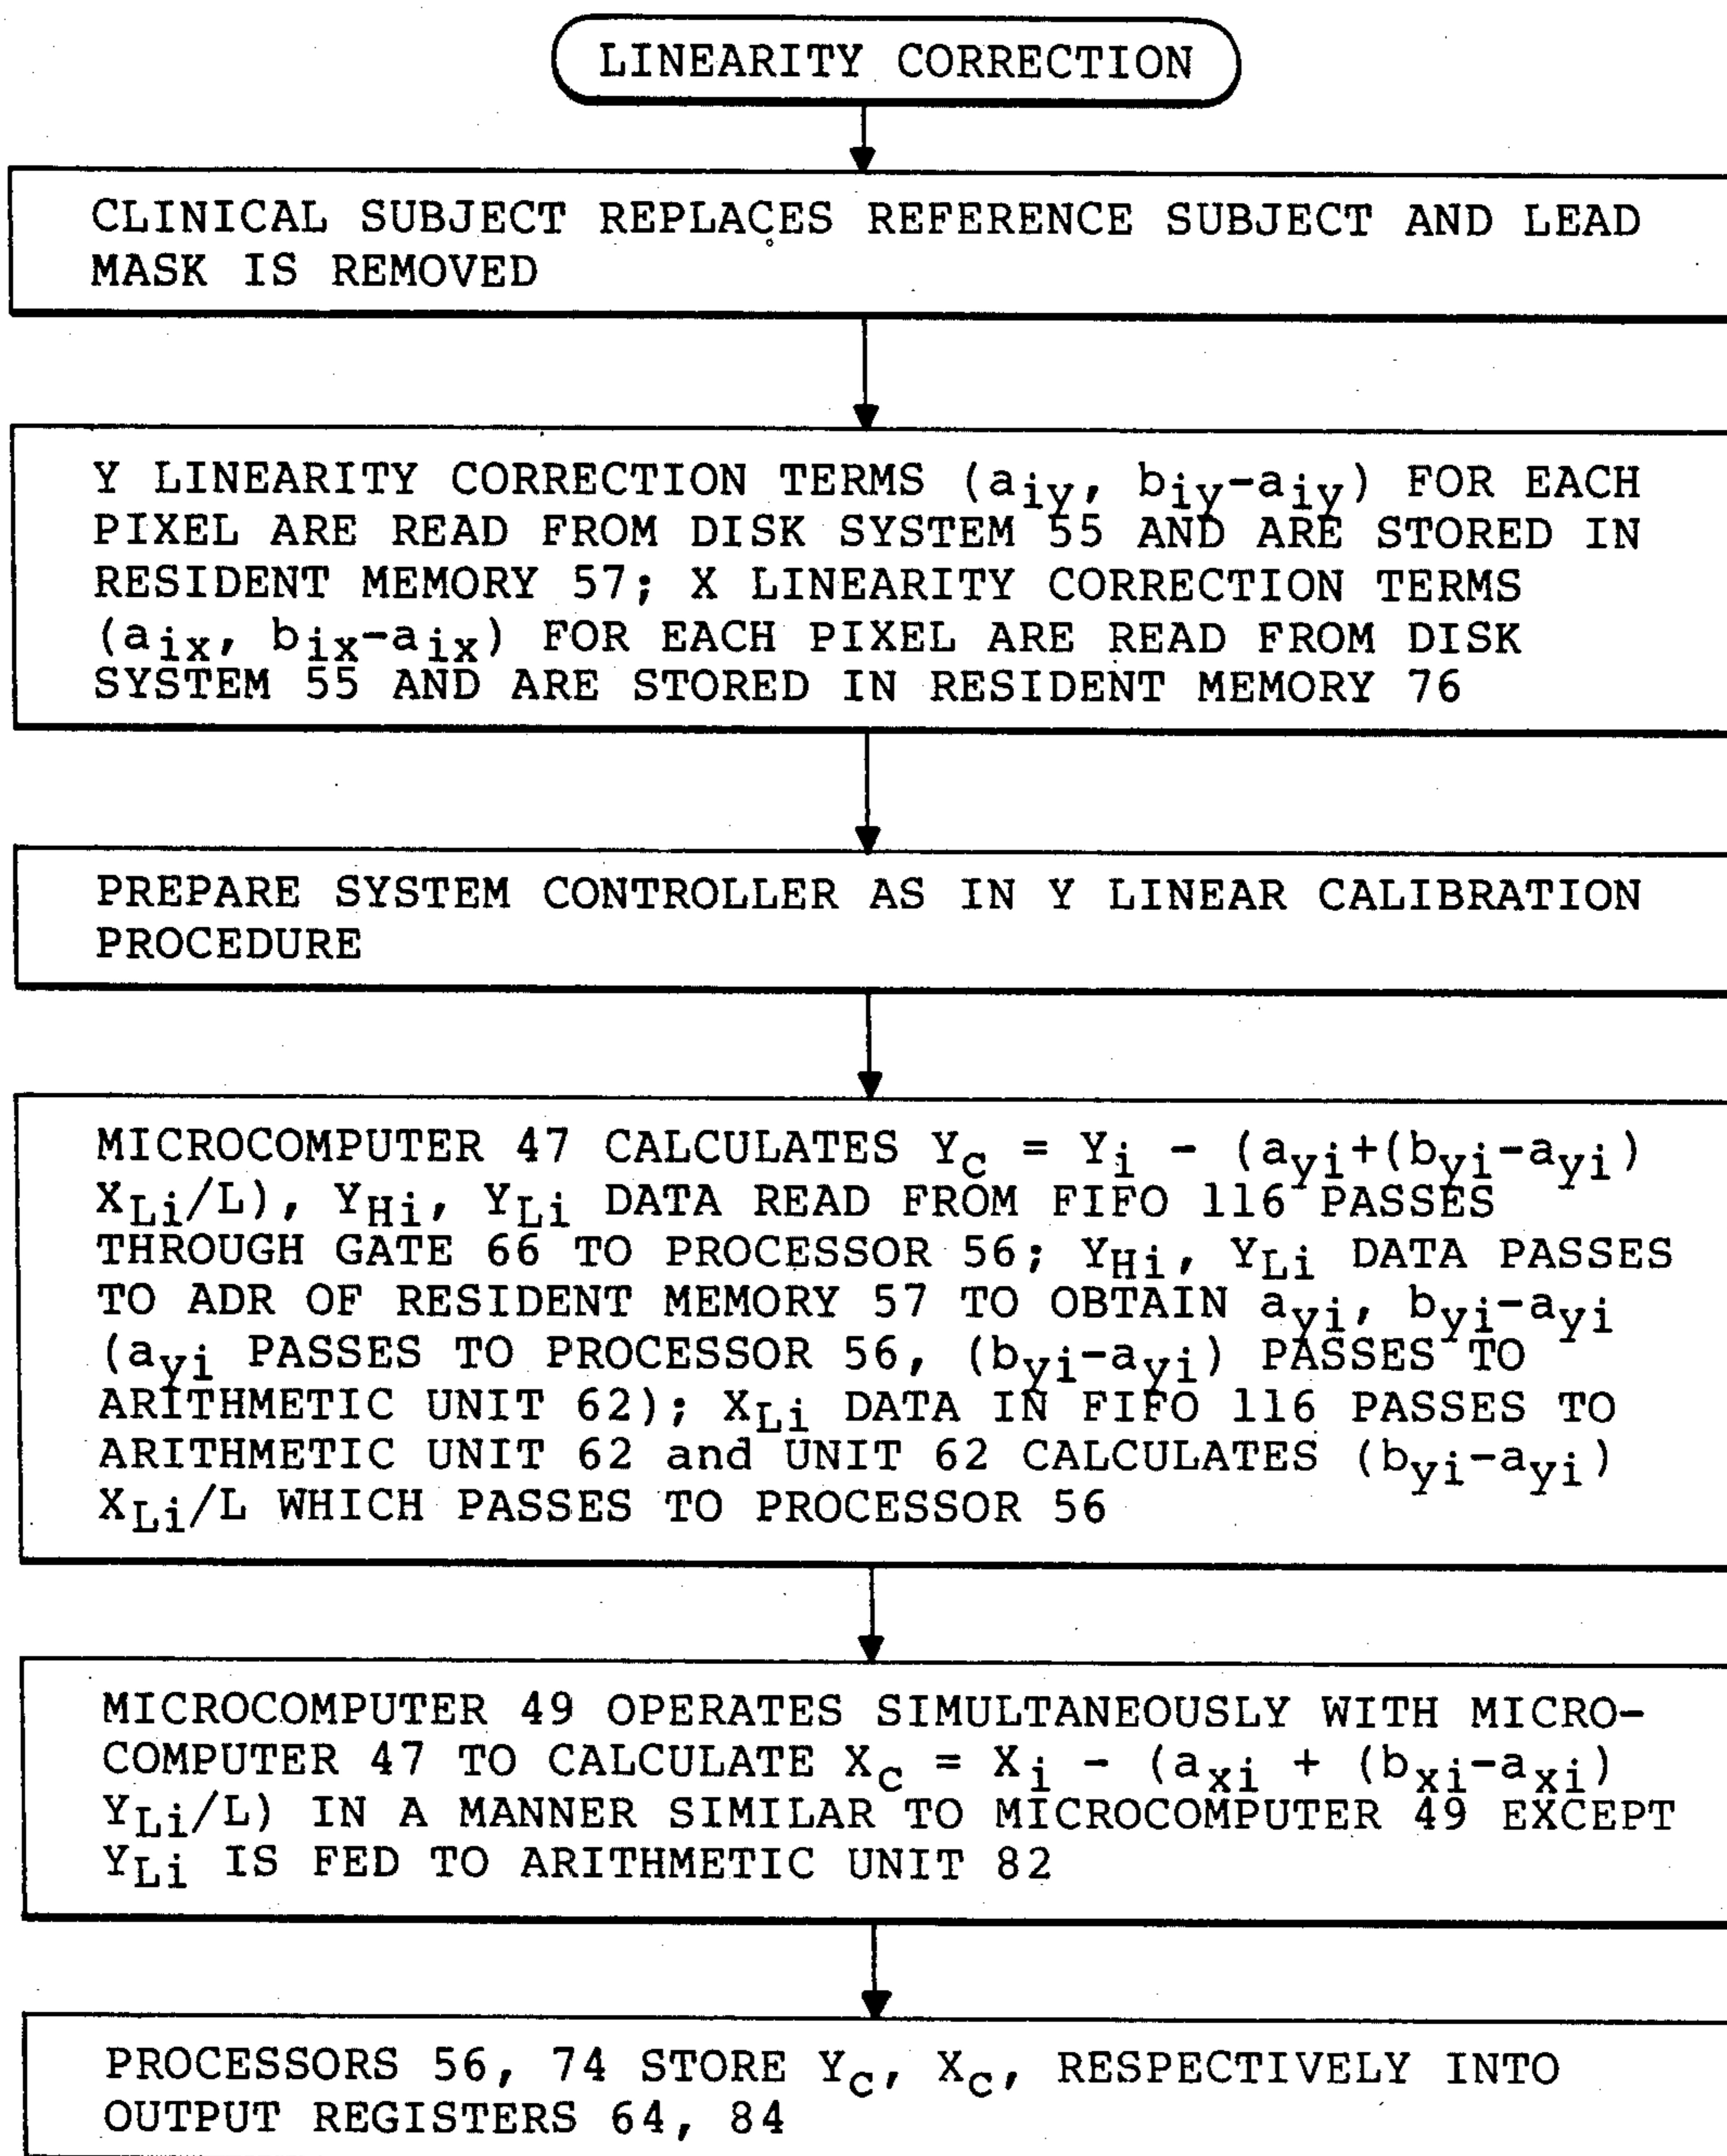 LINEARITY CORRECTION
CLINICAL SUBJECT REPLACES REFERENCE SUBJECT AND LEAD
MASK IS REMOVED
Y LINEARITY CORRECTION TERMS (aiy, biy-aiy) FOR EACH
PIXEL ARE READ FROM DISK SYSTEM 55 AND ARE STORED IN
RESIDENT MEMORY 57; X LINEARITY CORRECTION TERMS
(aix, bix-aix) FOR EACH PIXEL ARE READ FROM DISK
SYSTEM 55 AND ARE STORED IN RESIDENT MEMORY 76
PREPARE SYSTEM CONTROLLER AS IN Y LINEAR CALIBRATION
PROCEDURE
MICROCOMPUTER 47 CALCULATES Yc = Yi - (ayi+(byi-ayi)
XLi/L), YHi, YLi DATA READ FROM FIFO 116 PASSES
THROUGH GATE 66 TO PROCESSOR 56; YHi, YLi DATA PASSES
TO ADR OF RESIDENT MEMORY 57 TO OBTAIN ayi, byi-ayi
(ayi PASSES TO PROCESSOR 56, (byi-ayi) PASSES TO
ARITHMETIC UNIT 62); XLi DATA IN FIFO 116 PASSES TO
ARITHMETIC UNIT 62 and UNIT 62 CALCULATES (byi-ayi)
XLi/L WHICH PASSES TO PROCESSOR 56
MICROCOMPUTER 49 OPERATES SIMULTANEOUSLY WITH MICRO-
COMPUTER 47 TO CALCULATE Xc = Xi - (axi + (bxi-axi)
YLi/L) IN A MANNER SIMILAR TO MICROCOMPUTER 49 EXCEPT
YLi IS FED TO ARITHMETIC UNIT 82
PROCESSORS 56, 74 STORE Yc, Xc, RESPECTIVELY INTO
OUTPUT REGISTERS 64, 84